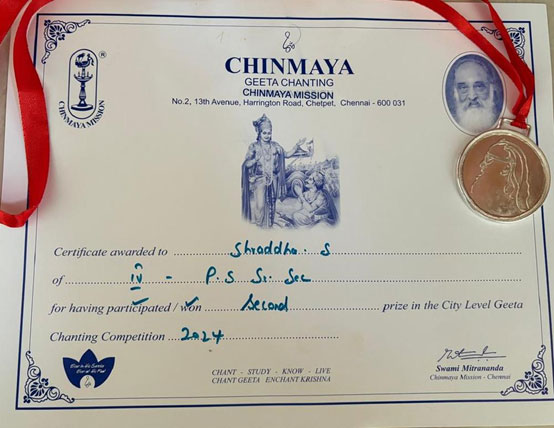 CHINMAYA
GEETA CHANTING
CHINMAYA MISSION
No.2, 13th Avenue, Harrington Road, Chetpet, Chennai - 600 031
CHINMAYA MISSION
Certificate awarded to Shraddha. S
of IV - P.S. Sr. Sec
for having participated / won Second prize in the City Level Geeta
Chanting Competition 2024
CHANT - STUDY - KNOW - LIVE
CHANT GEETA ENCHANT KRISHNA
Swami Mitrananda
Chinmaya Mission - Chennai